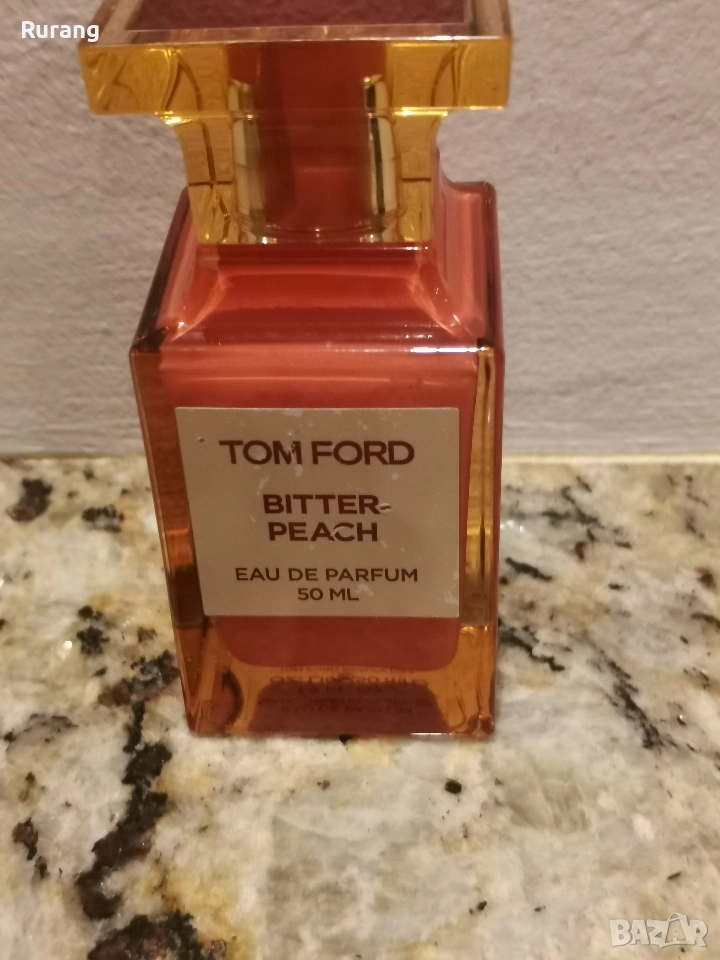 Rurang
TOM FORD
BITTER
PEACH
EAU DE PARFUM
50 ML
BAZAR